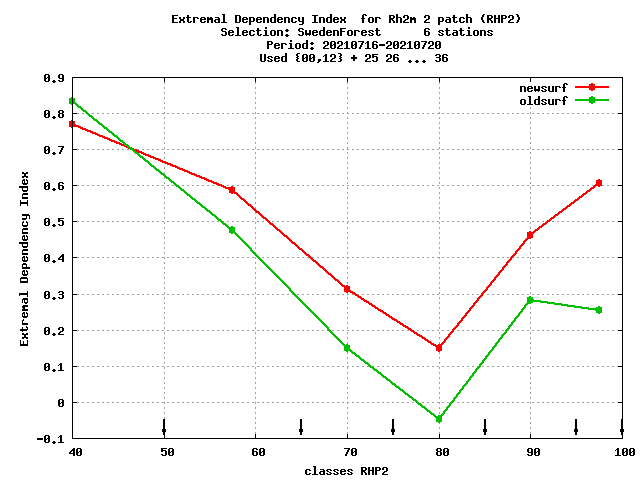 Extremal Dependency Index  for Rh2m 2 patch (RHP2)
Selection: SwedenForest      6 stations
Period: 20210716-20210720
Used {00,12} + 25 26 ... 36
newsurf
oldsurf
0,9
0,8
0,7
0,6
0,5
0,4
0,3
0,2
0,1
0
-0,1
Extremal Dependency Index
40 50 60 70 80 90 100
classes RHP2